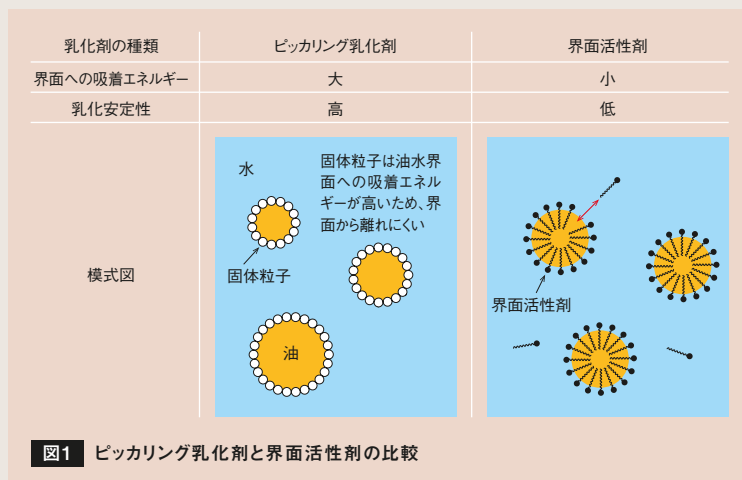 乳化剤の種類 ピッカリング乳化剤 界面活性剤
界面への吸着エネルギー 大 小
乳化安定性 高 低
模式図
水
固体粒子は油水界
面への吸着エネル
ギーが高いため、界
面から離れにくい
固体粒子
油
界面活性剤
図1 ピッカリング乳化剤と界面活性剤の比較